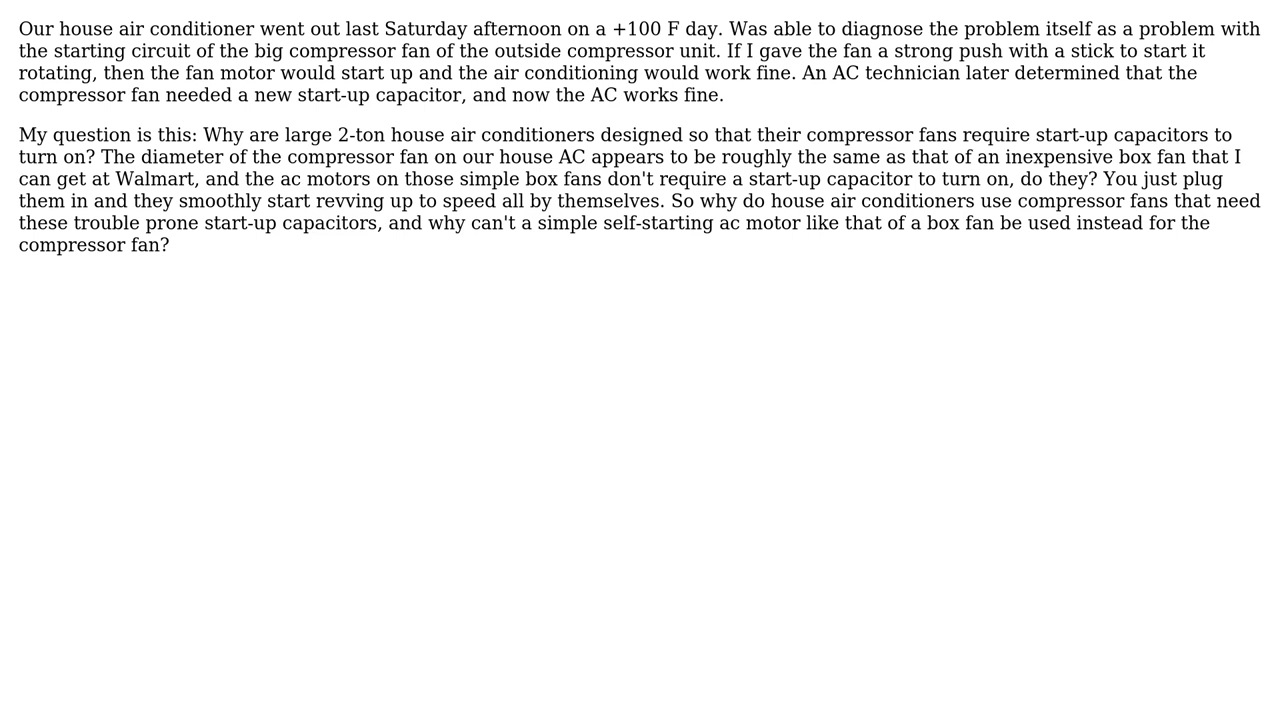 Our house air conditioner went out last Saturday afternoon on a +100 F day. Was able to diagnose the problem itself as a problem with
the starting circuit of the big compressor fan of the outside compressor unit. If I gave the fan a strong push with a stick to start it
rotating, then the fan motor would start up and the air conditioning would work fine. An AC technician later determined that the
compressor fan needed a new start-up capacitor, and now the AC works fine.
My question is this: Why are large 2-ton house air conditioners designed so that their compressor fans require start-up capacitors to
turn on? The diameter of the compressor fan on our house AC appears to be roughly the same as that of an inexpensive box fan that I
can get at Walmart, and the ac motors on those simple box fans don't require a start-up capacitor to turn on, do they? You just plug
them in and they smoothly start revving up to speed all by themselves. So why do house air conditioners use compressor fans that need
these trouble prone start-up capacitors, and why can't a simple self-starting ac motor like that of a box fan be used instead for the
compressor fan?